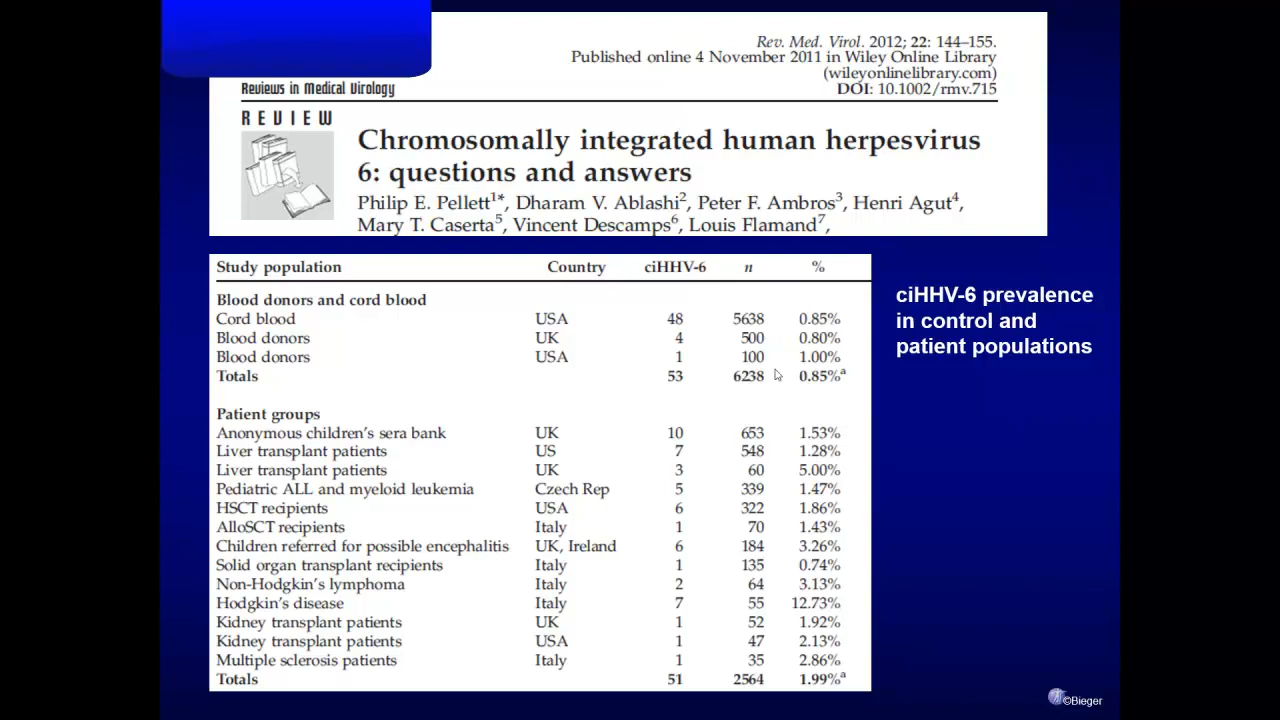 Rev. Med. Virol. 2012; 22: 144–155.
Published online 4 November 2011 in Wiley Online Library
(wileyonlinelibrary.com)
Reviews in Medical Virology
DOI: 10.1002/rmv.715
REVIEW
Chromosomally integrated human herpesvirus
6: questions and answers
Philip E. Pellett1*, Dharam V. Ablashi2, Peter F. Ambros3, Henri Agut4,
Mary T. Caserta5, Vincent Descamps6, Louis Flamand7,
Study population Country ciHHV-6 n %
Blood donors and cord blood
Cord blood USA 48 5638 0.85%
Blood donors UK 4 500 0.80%
Blood donors USA 1 100 1.00%
Totals 53 6238 0.85%a
Patient groups
Anonymous children's sera bank UK 10 653 1.53%
Liver transplant patients US 7 548 1.28%
Liver transplant patients UK 3 60 5.00%
Pediatric ALL and myeloid leukemia Czech Rep 5 339 1.47%
HSCT recipients USA 6 322 1.86%
AlloSCT recipients Italy 1 70 1.43%
Children referred for possible encephalitis UK, Ireland 6 184 3.26%
Solid organ transplant recipients Italy 1 135 0.74%
Non-Hodgkin's lymphoma Italy 2 64 3.13%
Hodgkin's disease Italy 7 55 12.73%
Kidney transplant patients UK 1 52 1.92%
Kidney transplant patients USA 1 47 2.13%
Multiple sclerosis patients Italy 1 35 2.86%
Totals 51 2564 1.99%a
ciHHV-6 prevalence
in control and
patient populations
©Bieger